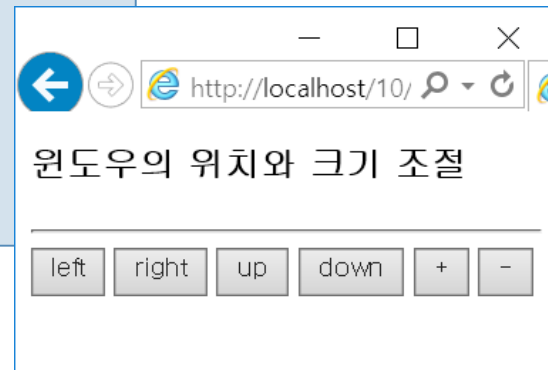 http://localhost/10/
윈도우의 위치와 크기 조절
left right up down + -